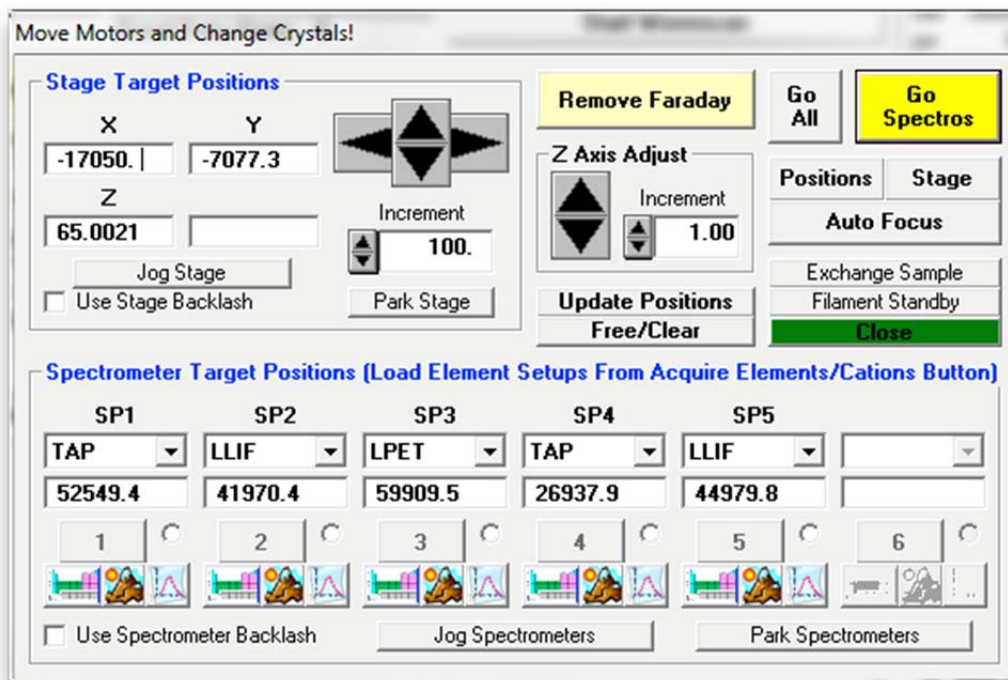 Move Motors and Change Crystals!
Stage Target Positions
X Y
-17050. -7077.3
Z
65.0021
Increment
100.
Jog Stage
Use Stage Backlash
Park Stage
Remove Faraday
Z Axis Adjust
Increment
1.00
Update Positions
Free/Clear
Go All
Go Spectros
Positions Stage
Auto Focus
Exchange Sample
Filament Standby
Close
Spectrometer Target Positions (Load Element Setups From Acquire Elements/Cations Button)
SP1 SP2 SP3 SP4 SP5
TAP LLIF LPET TAP LLIF
52549.4 41970.4 59909.5 26937.9 44979.8
1 2 3 4 5 6
Use Spectrometer Backlash
Jog Spectrometers
Park Spectrometers